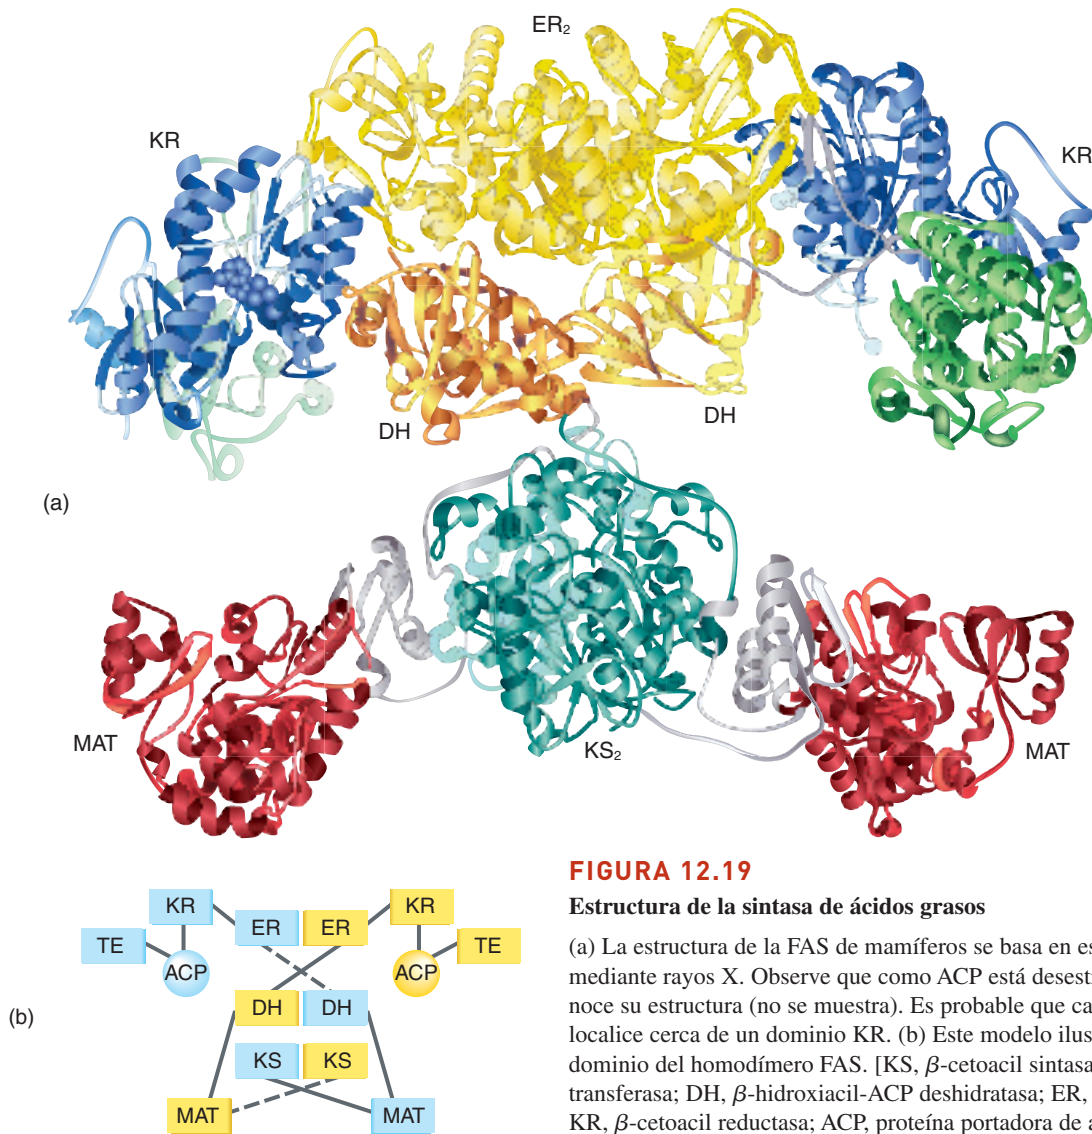 ER₂
KR
KR
DH
DH
(a)
MAT
KS₂
MAT
KR
ER
ER
KR
TE
ACP
ACP
TE
DH
DH
(b)
KS
KS
MAT
MAT
FIGURA 12.19
Estructura de la sintasa de ácidos grasos
(a) La estructura de la FAS de mamíferos se basa en es
mediante rayos X. Observe que como ACP está desestr
noce su estructura (no se muestra). Es probable que ca
localice cerca de un dominio KR. (b) Este modelo ilus
dominio del homodímero FAS. [KS, β-cetoacil sintasa
transferasa; DH, β-hidroxiacil-ACP deshidratasa; ER,
KR, β-cetoacil reductasa; ACP, proteína portadora de a